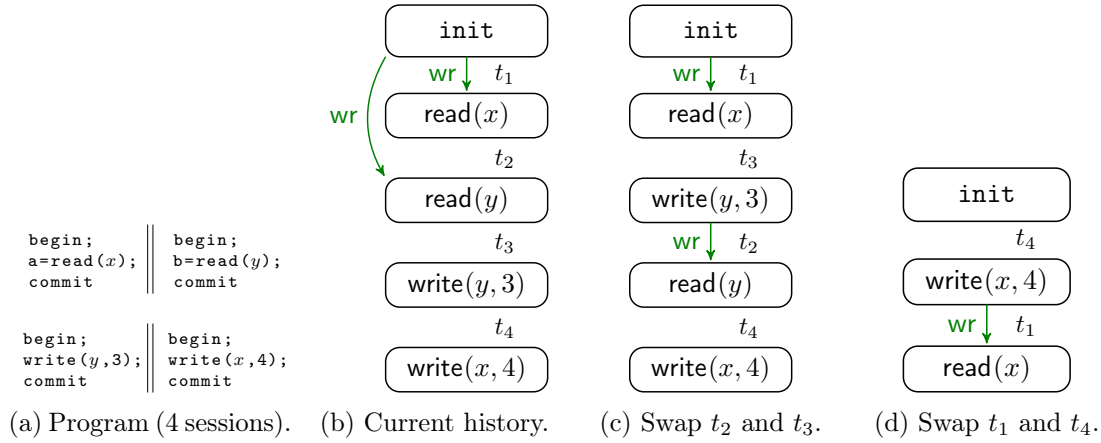 begin;
a=read(x);
commit
begin;
b=read(y);
commit
begin;
write(y,3);
commit
begin;
write(x,4);
commit
(a) Program (4 sessions).
init
wr
t1
read(x)
wr
t2
read(y)
t3
write(y, 3)
t4
write(x, 4)
(b) Current history.
init
wr
t1
read(x)
t3
write(y, 3)
wr
t2
read(y)
t4
write(x, 4)
(c) Swap t2 and t3.
init
t4
write(x, 4)
wr
t1
read(x)
(d) Swap t1 and t4.